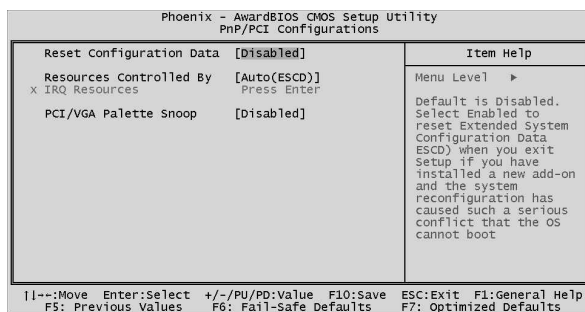 Phoenix - AwardBIOS CMOS Setup Utility
PnP/PCI Configurations
Reset Configuration Data [Disabled]
Resources Controlled By [Auto(ESCD)]
x IRQ Resources Press Enter
PCI/VGA Palette Snoop [Disabled]
Item Help
Menu Level ►
Default is Disabled.
Select Enabled to
reset Extended System
Configuration Data
ESCD) when you exit
Setup if you have
installed a new add-on
and the system
reconfiguration has
caused such a serious
conflict that the OS
cannot boot
↑↓→←:Move Enter:Select +/-/PU/PD:Value F10:Save ESC:Exit F1:General Help
F5: Previous Values F6: Fail-Safe Defaults F7: Optimized Defaults